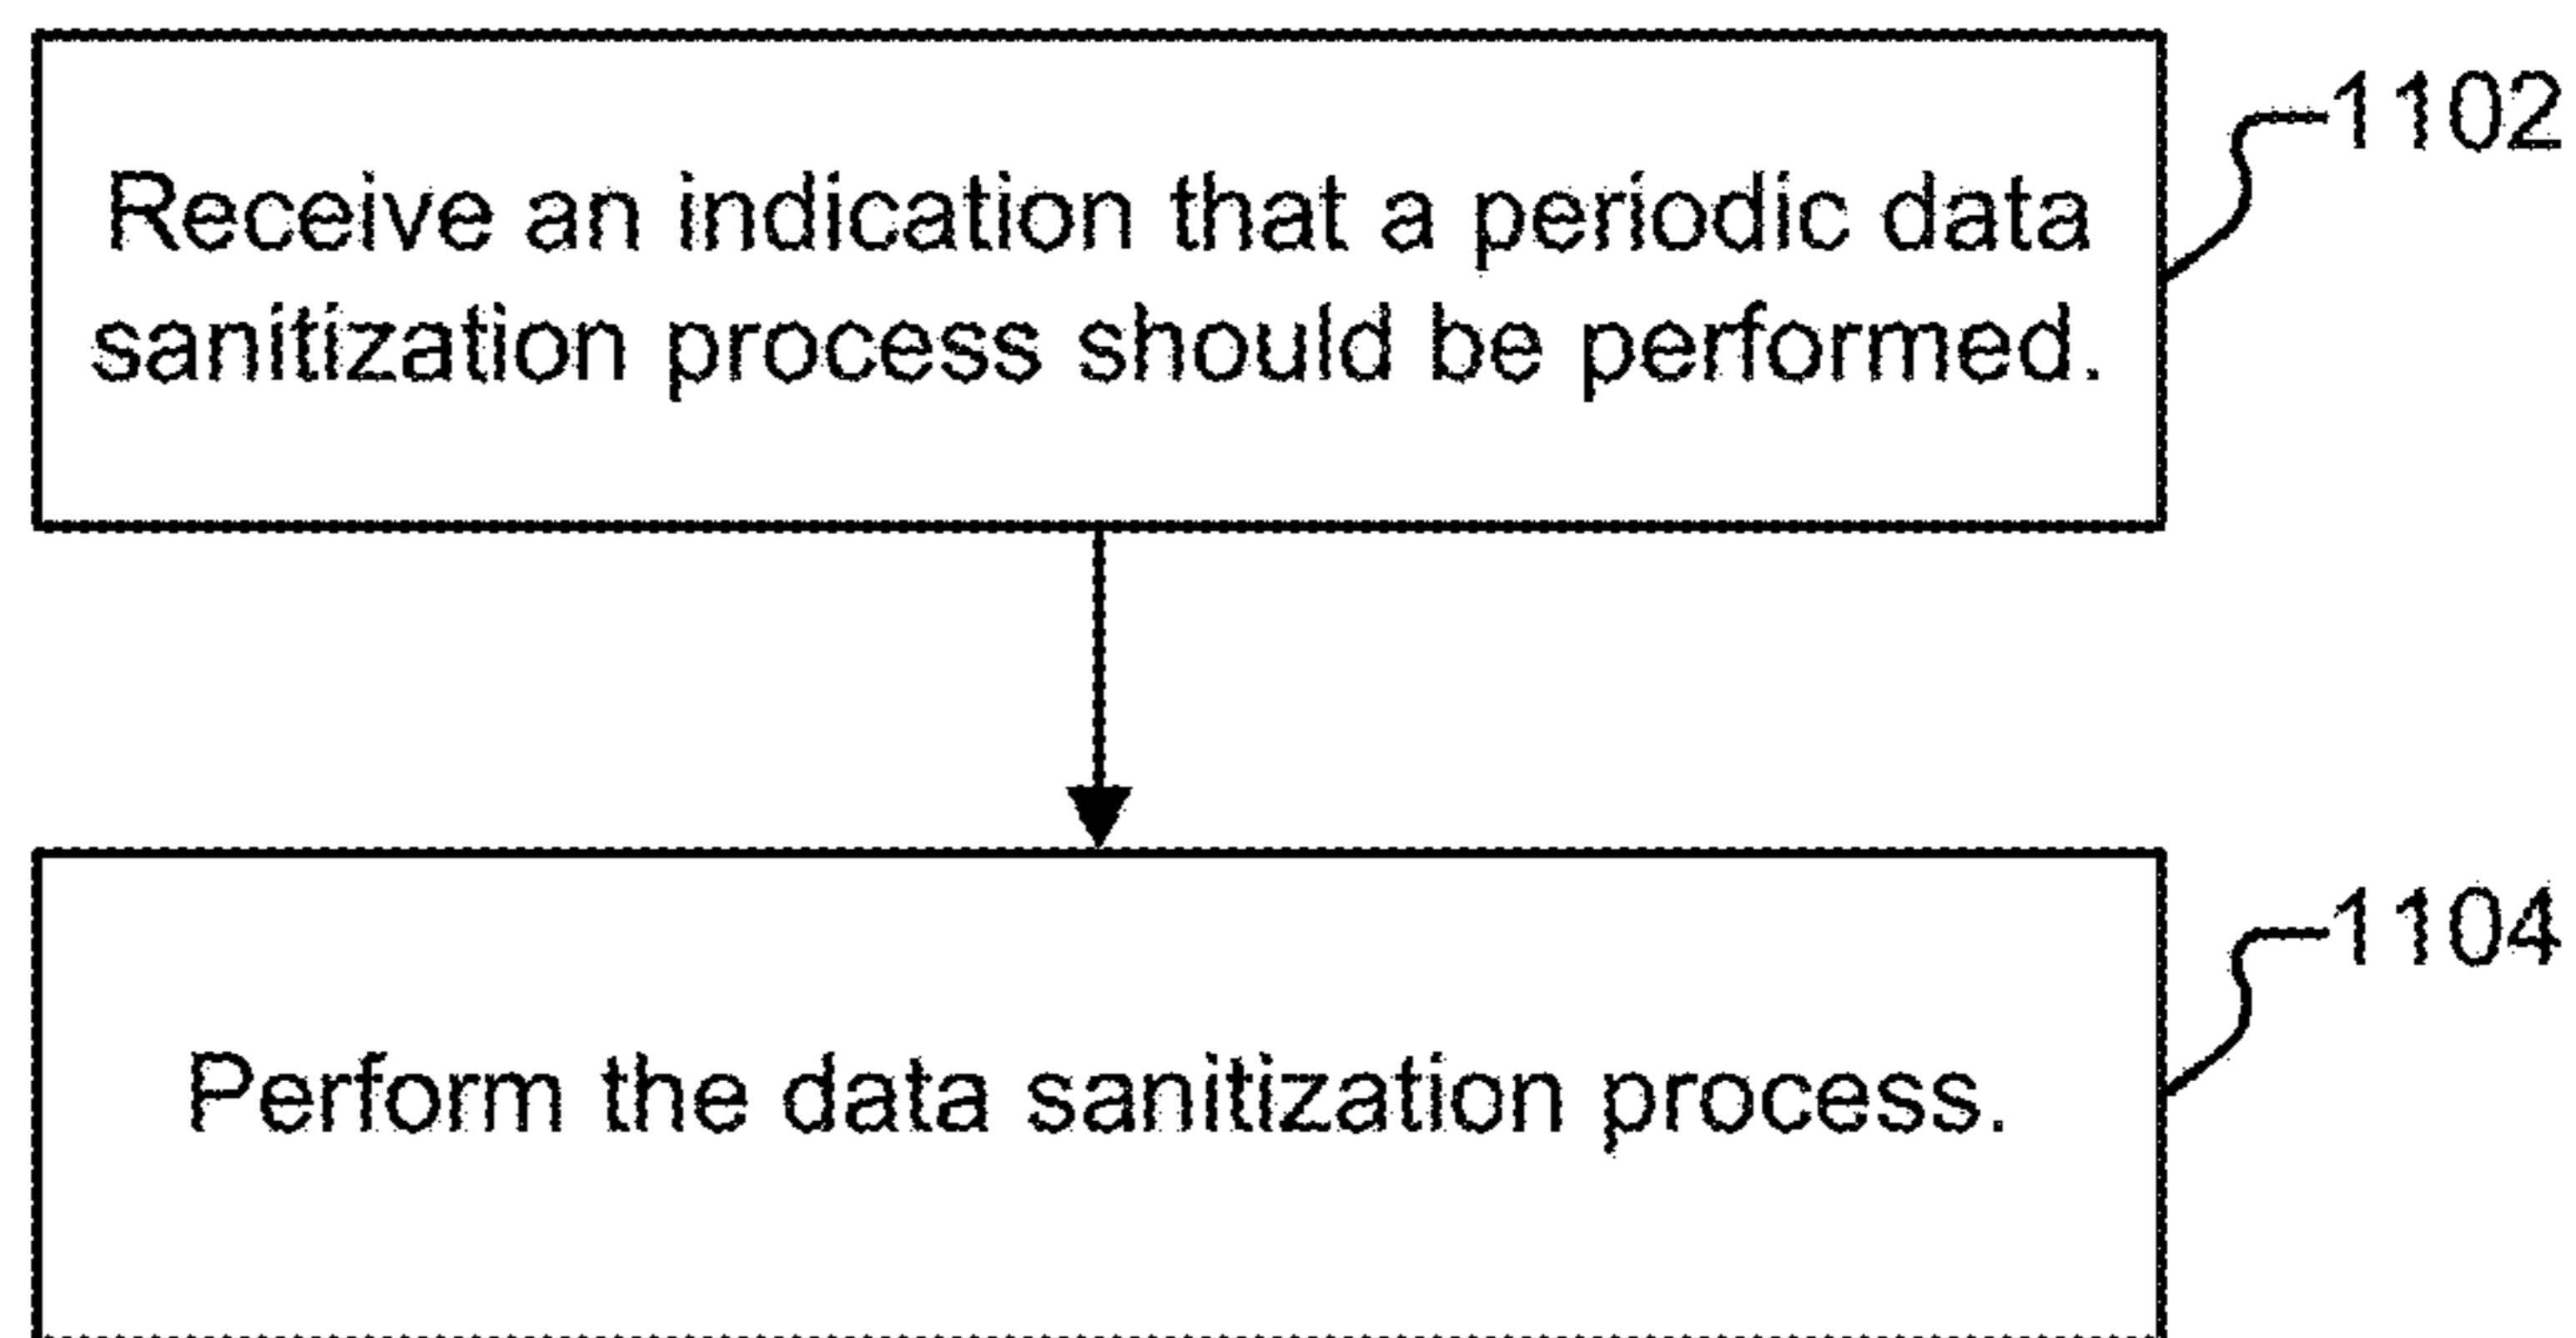 1102
Receive an indication that a periodic data
sanitization process should be performed.
1104
Perform the data sanitization process.